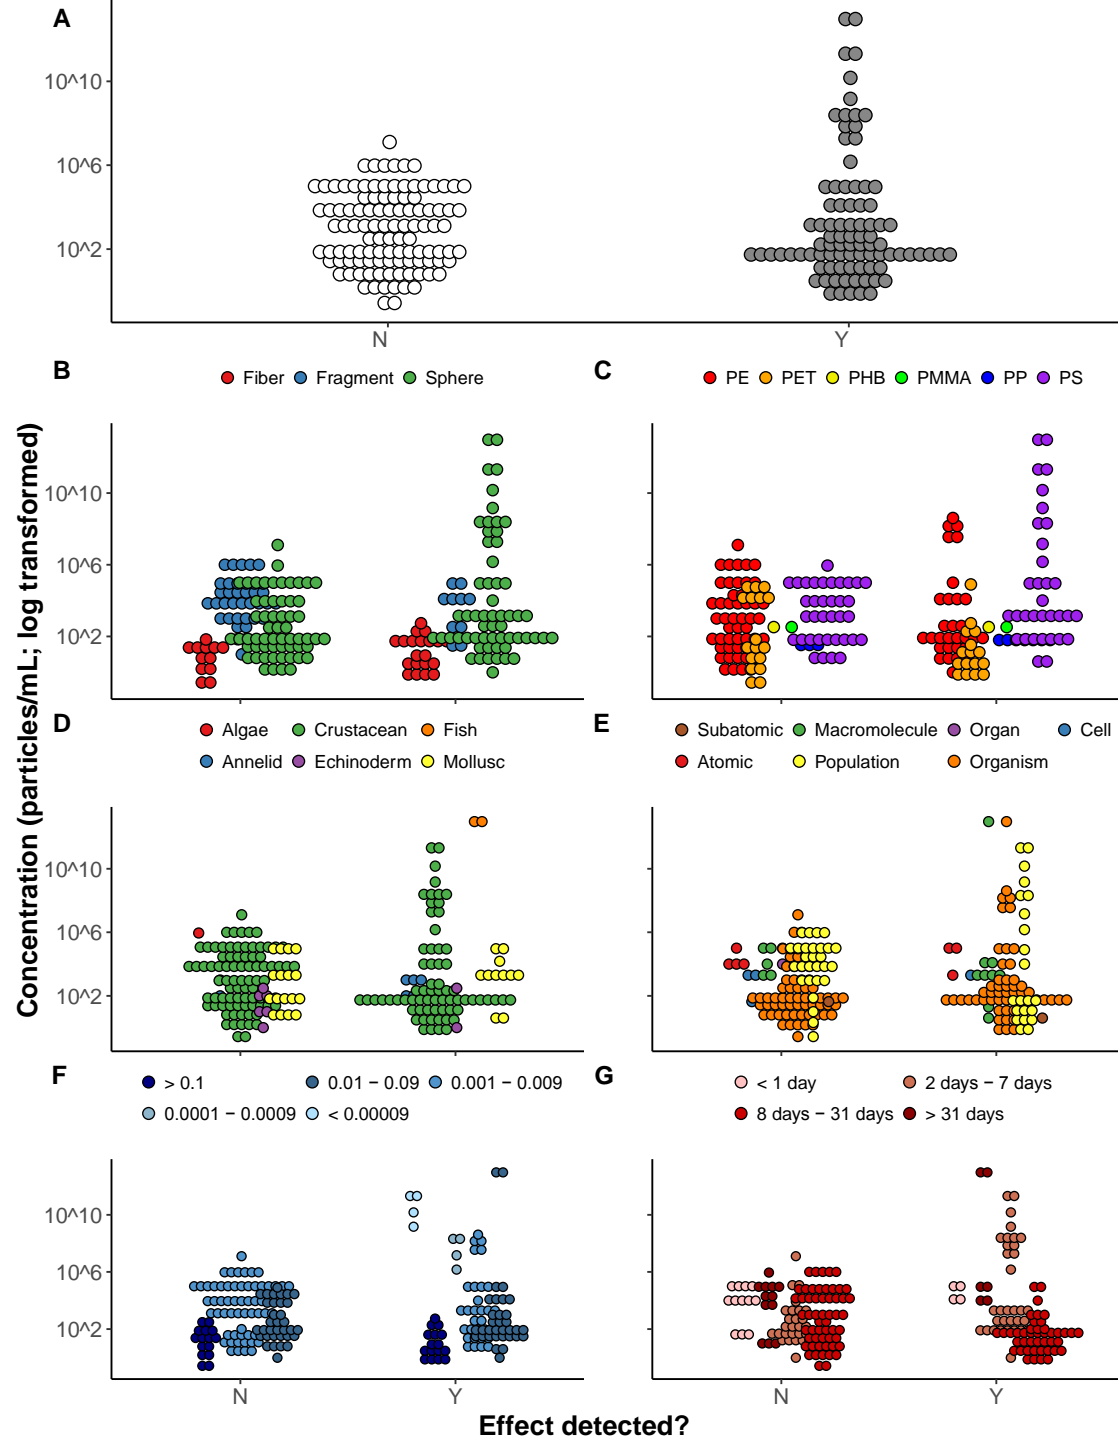 A
10^10
10^6
10^2
N Y
B
Fiber Fragment Sphere
C
PE PET PHB PMMA PP PS
Concentration (particles/mL; log transformed)
10^10
10^6
10^2
D
Algae Crustacean Fish
Annelid Echinoderm Mollusc
E
Subatomic Macromolecule Organ Cell
Atomic Population Organism
10^10
10^6
10^2
F
> 0.1 0.01 − 0.09 0.001 − 0.009
0.0001 − 0.0009 < 0.00009
G
< 1 day 2 days − 7 days
8 days − 31 days > 31 days
10^10
10^6
10^2
N Y N Y
Effect detected?